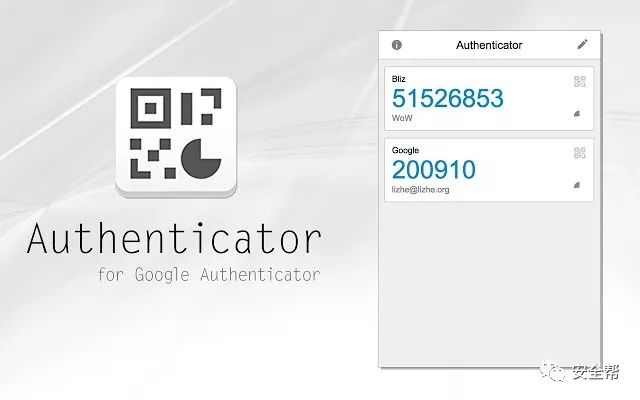 Authenticator
for Google Authenticator
Authenticator
Bliz
51526853
WoW
Google
200910
lizhe@lizhe.org
安全帮